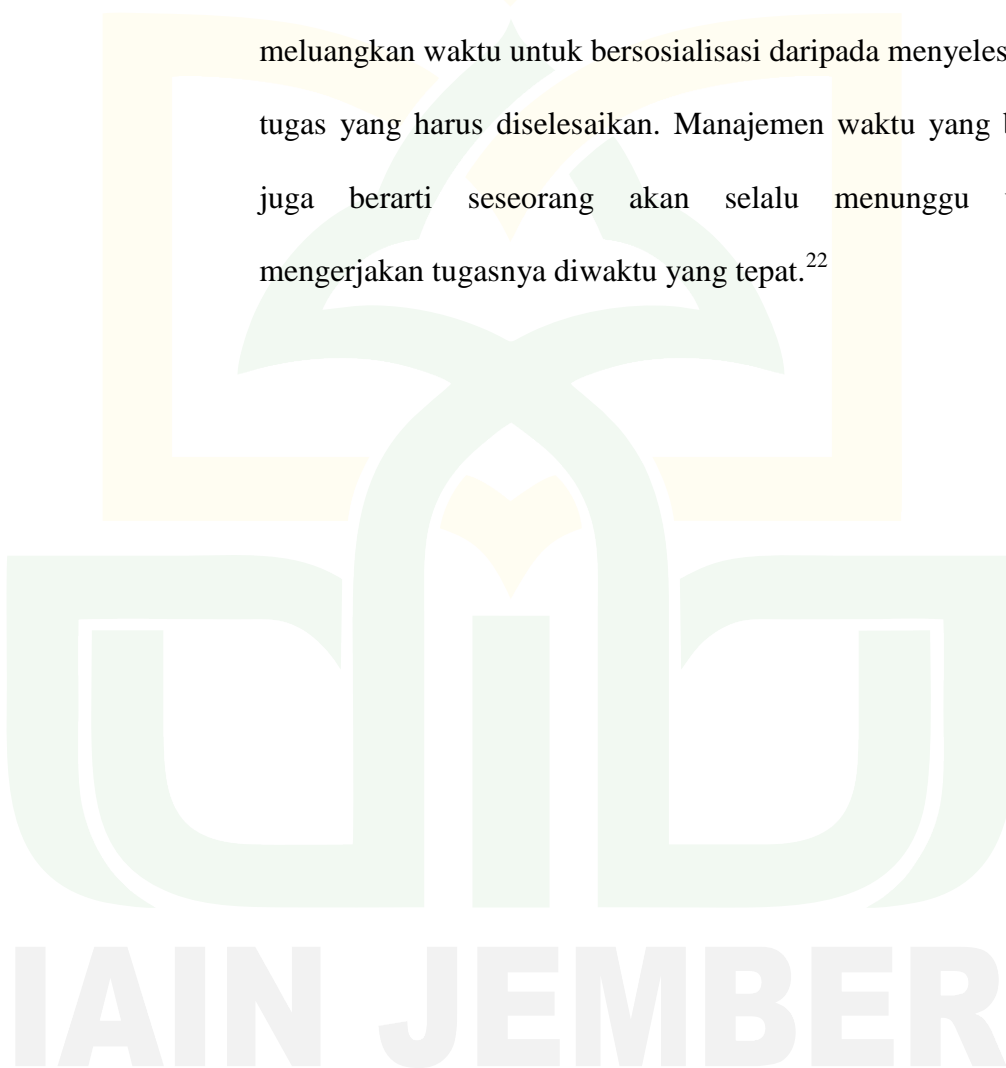 meluangkan waktu untuk bersosialisasi daripada menyeles
tugas yang harus diselesaikan. Manajemen waktu yang
juga berarti seseorang akan selalu menunggu
mengerjakan tugasnya diwaktu yang tepat.22
IAIN JEMBER